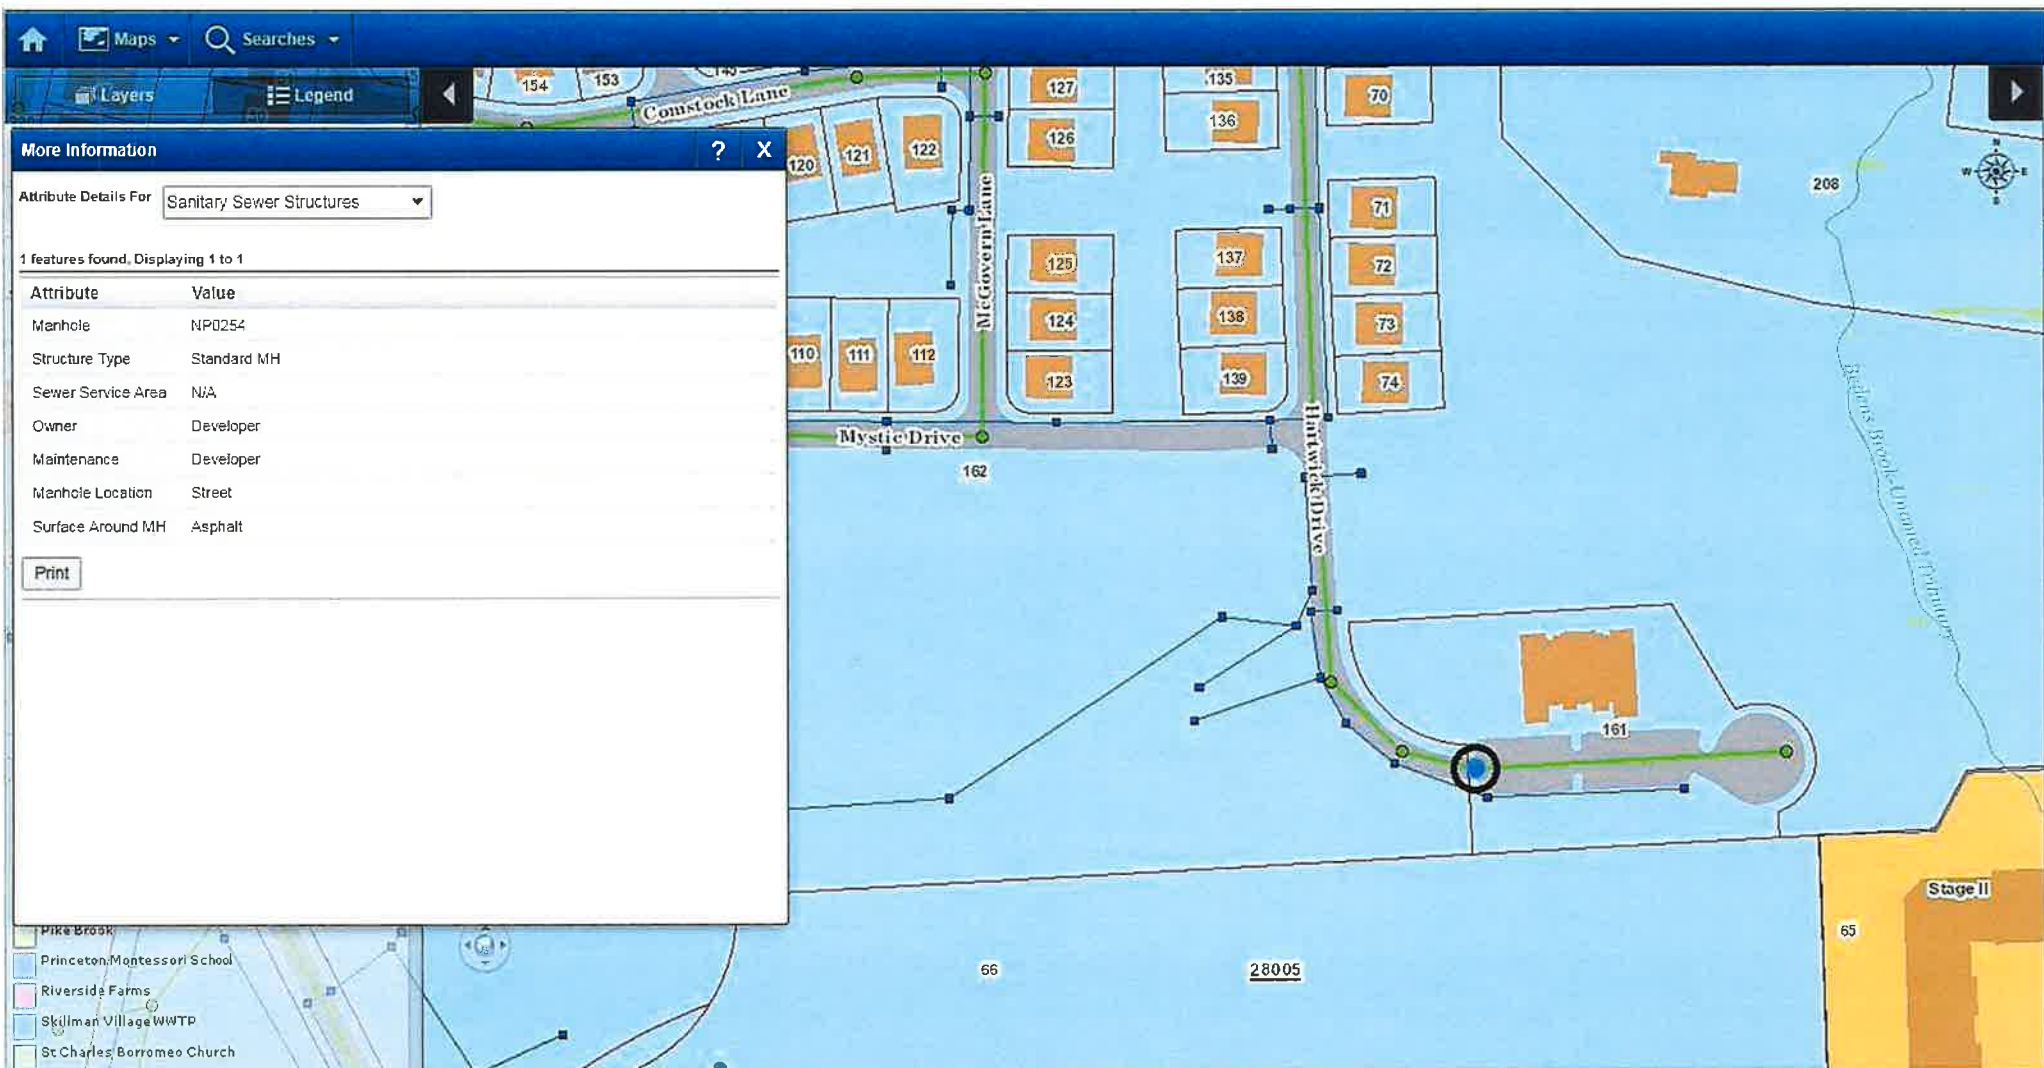 Maps
Searches
Layers
Legend
More Information
? X
Attribute Details For Sanitary Sewer Structures
1 features found, Displaying 1 to 1
Attribute Value
Manhole NP0254
Structure Type Standard MH
Sewer Service Area N/A
Owner Developer
Maintenance Developer
Manhole Location Street
Surface Around MH Asphalt
Print
Pike Brook
Princeton Montessori School
Riverside Farms
Skillman Village WWTP
St Charles Borromeo Church
154
153
Comstock Lane
127
135
70
126
136
120
121
122
208
N
W E
S
McGovern Lane
71
125
137
72
124
138
73
110
111
112
123
139
74
Mystic Drive
162
Hartwick Drive
Bedens Brook-Unnamed Tributary
161
Stage II
65
66
28005